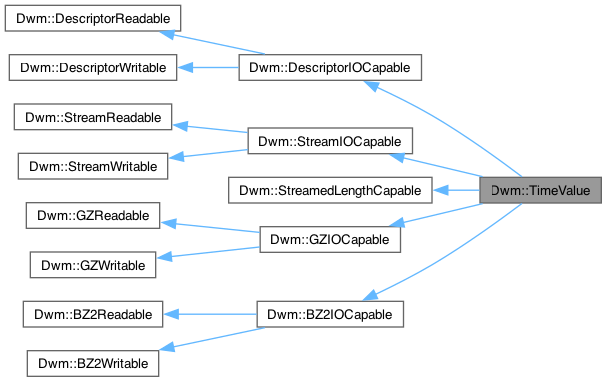 Dwm::DescriptorReadable
Dwm::DescriptorWritable
Dwm::DescriptorIOCapable
Dwm::StreamReadable
Dwm::StreamIOCapable
Dwm::StreamWritable
Dwm::StreamedLengthCapable
Dwm::TimeValue
Dwm::GZReadable
Dwm::GZIOCapable
Dwm::GZWritable
Dwm::BZ2Readable
Dwm::BZ2IOCapable
Dwm::BZ2Writable